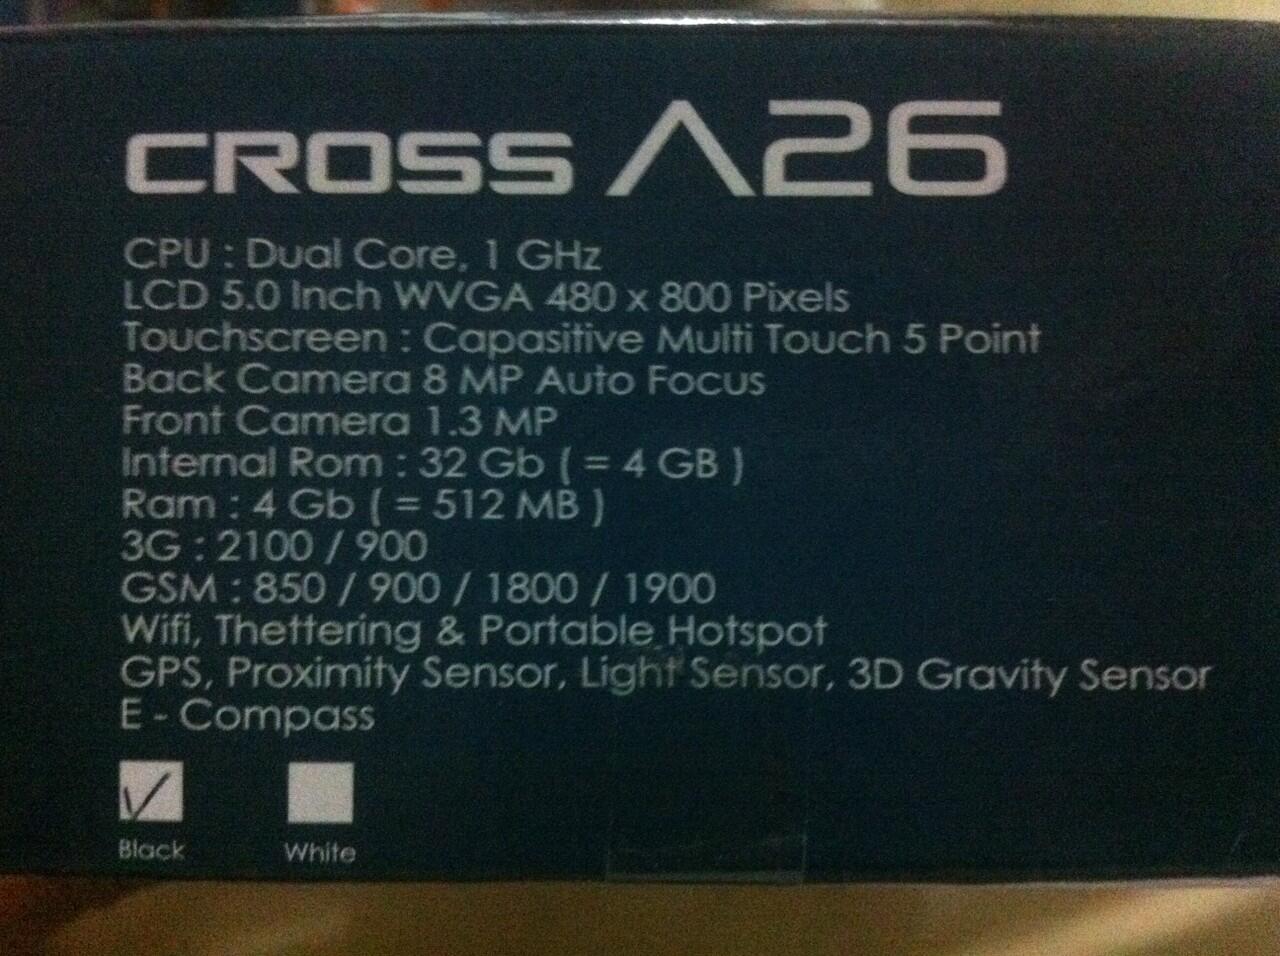 CROSS A26
CPU : Dual Core, 1 GHz
LCD 5.0 Inch WVGA 480 x 800 Pixels
Touchscreen : Capasitive Multi Touch 5 Point
Back Camera 8 MP Auto Focus
Front Camera 1.3 MP
Internal Rom : 32 Gb ( = 4 GB )
Ram : 4 Gb ( = 512 MB )
3G : 2100 / 900
GSM : 850 / 900 / 1800 / 1900
Wifi, Thettering & Portable Hotspot
GPS, Proximity Sensor, Light Sensor, 3D Gravity Sensor
E - Compass
Black White